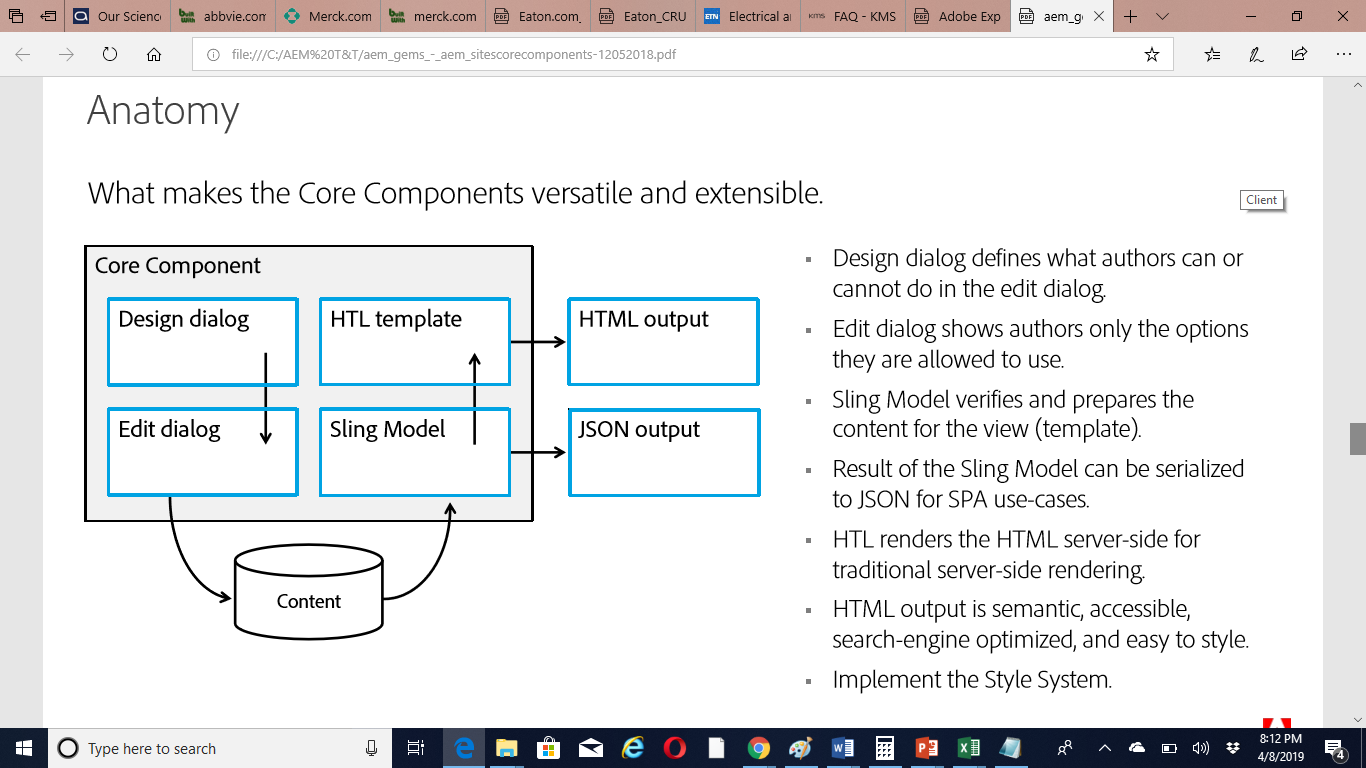 Our Scienc
abbvie.com
Merck.com
merck.com
Eaton.com_
Eaton_CRU
ETN
Electrical a
KMS
FAQ - KMS
Adobe Exp
aem_g
file:///C:/AEM%20T&T/aem_gems_-_aem_sitescorecomponents-12052018.pdf
Anatomy
What makes the Core Components versatile and extensible.
Client
Core Component
Design dialog
HTL template
HTML output
Edit dialog
Sling Model
JSON output
Content
▪ Design dialog defines what authors can or
cannot do in the edit dialog.
▪ Edit dialog shows authors only the options
they are allowed to use.
▪ Sling Model verifies and prepares the
content for the view (template).
▪ Result of the Sling Model can be serialized
to JSON for SPA use-cases.
▪ HTL renders the HTML server-side for
traditional server-side rendering.
▪ HTML output is semantic, accessible,
search-engine optimized, and easy to style.
▪ Implement the Style System.
Type here to search
8:12 PM
4/8/2019
4